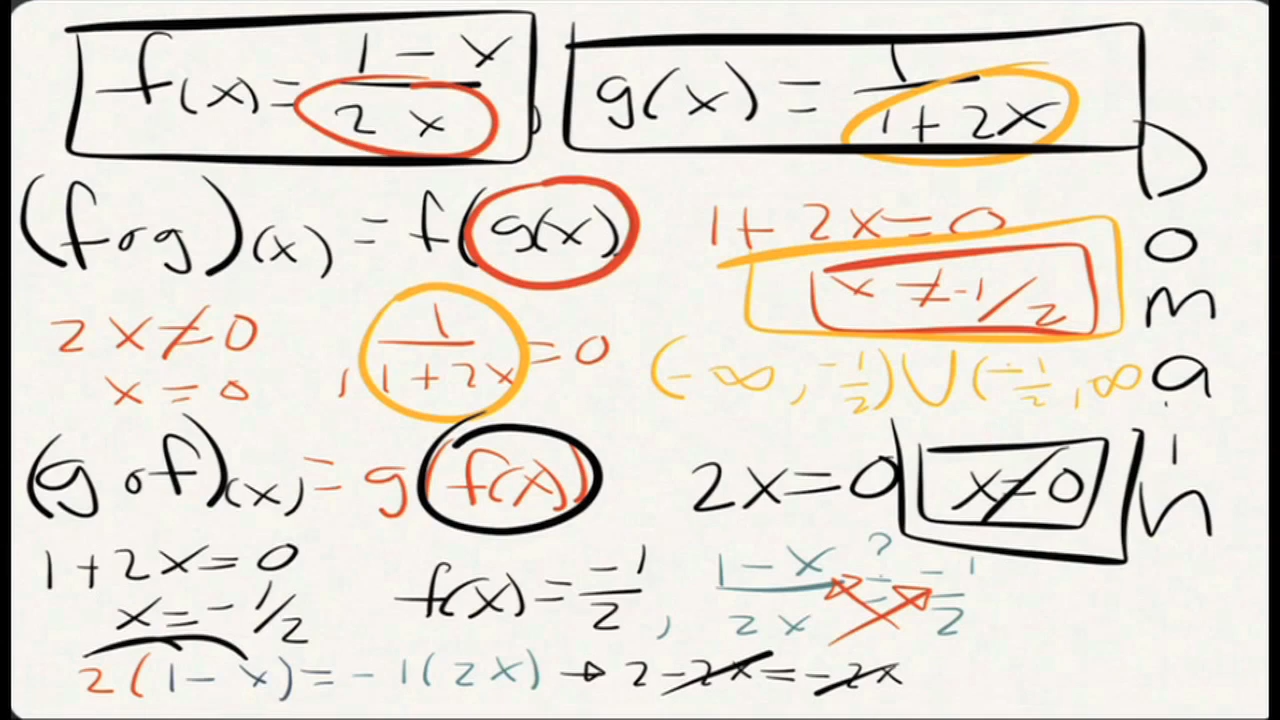 f(x) = 1 - x / 2x , g(x) = 1 / 1 + 2x
Domain
(f o g)(x) = f(g(x))
1 + 2x = 0
x ≠ -1/2
2x ≠ 0
x = 0 , 1 / 1 + 2x = 0
(-∞, -1/2) ∪ (-1/2, ∞
(g o f)(x) = g(f(x))
2x = 0 x ≠ 0
1 + 2x = 0
x = -1/2
f(x) = -1/2 , 1 - x / 2x ?= -1/2
2(1 - x) = -1(2x) → 2 - 2x = -2x